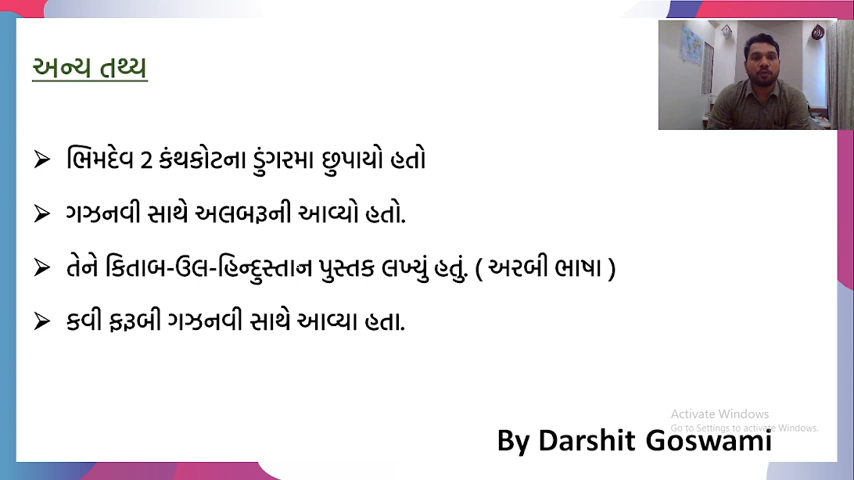 અન્ય તથ્ય
➢ ભિમદેવ 2 કંથકોટના ડુંગરમા છુપાયો હતો
➢ ગઝનવી સાથે અલબરૂની આવ્યો હતો.
➢ તેને કિતાબ-ઉલ-હિન્દુસ્તાન પુસ્તક લખ્યું હતું. ( અરબી ભાષા )
➢ કવી ફરૂબી ગઝનવી સાથે આવ્યા હતા.
Activate Windows
Go to Settings to activate Windows.
By Darshit Goswami